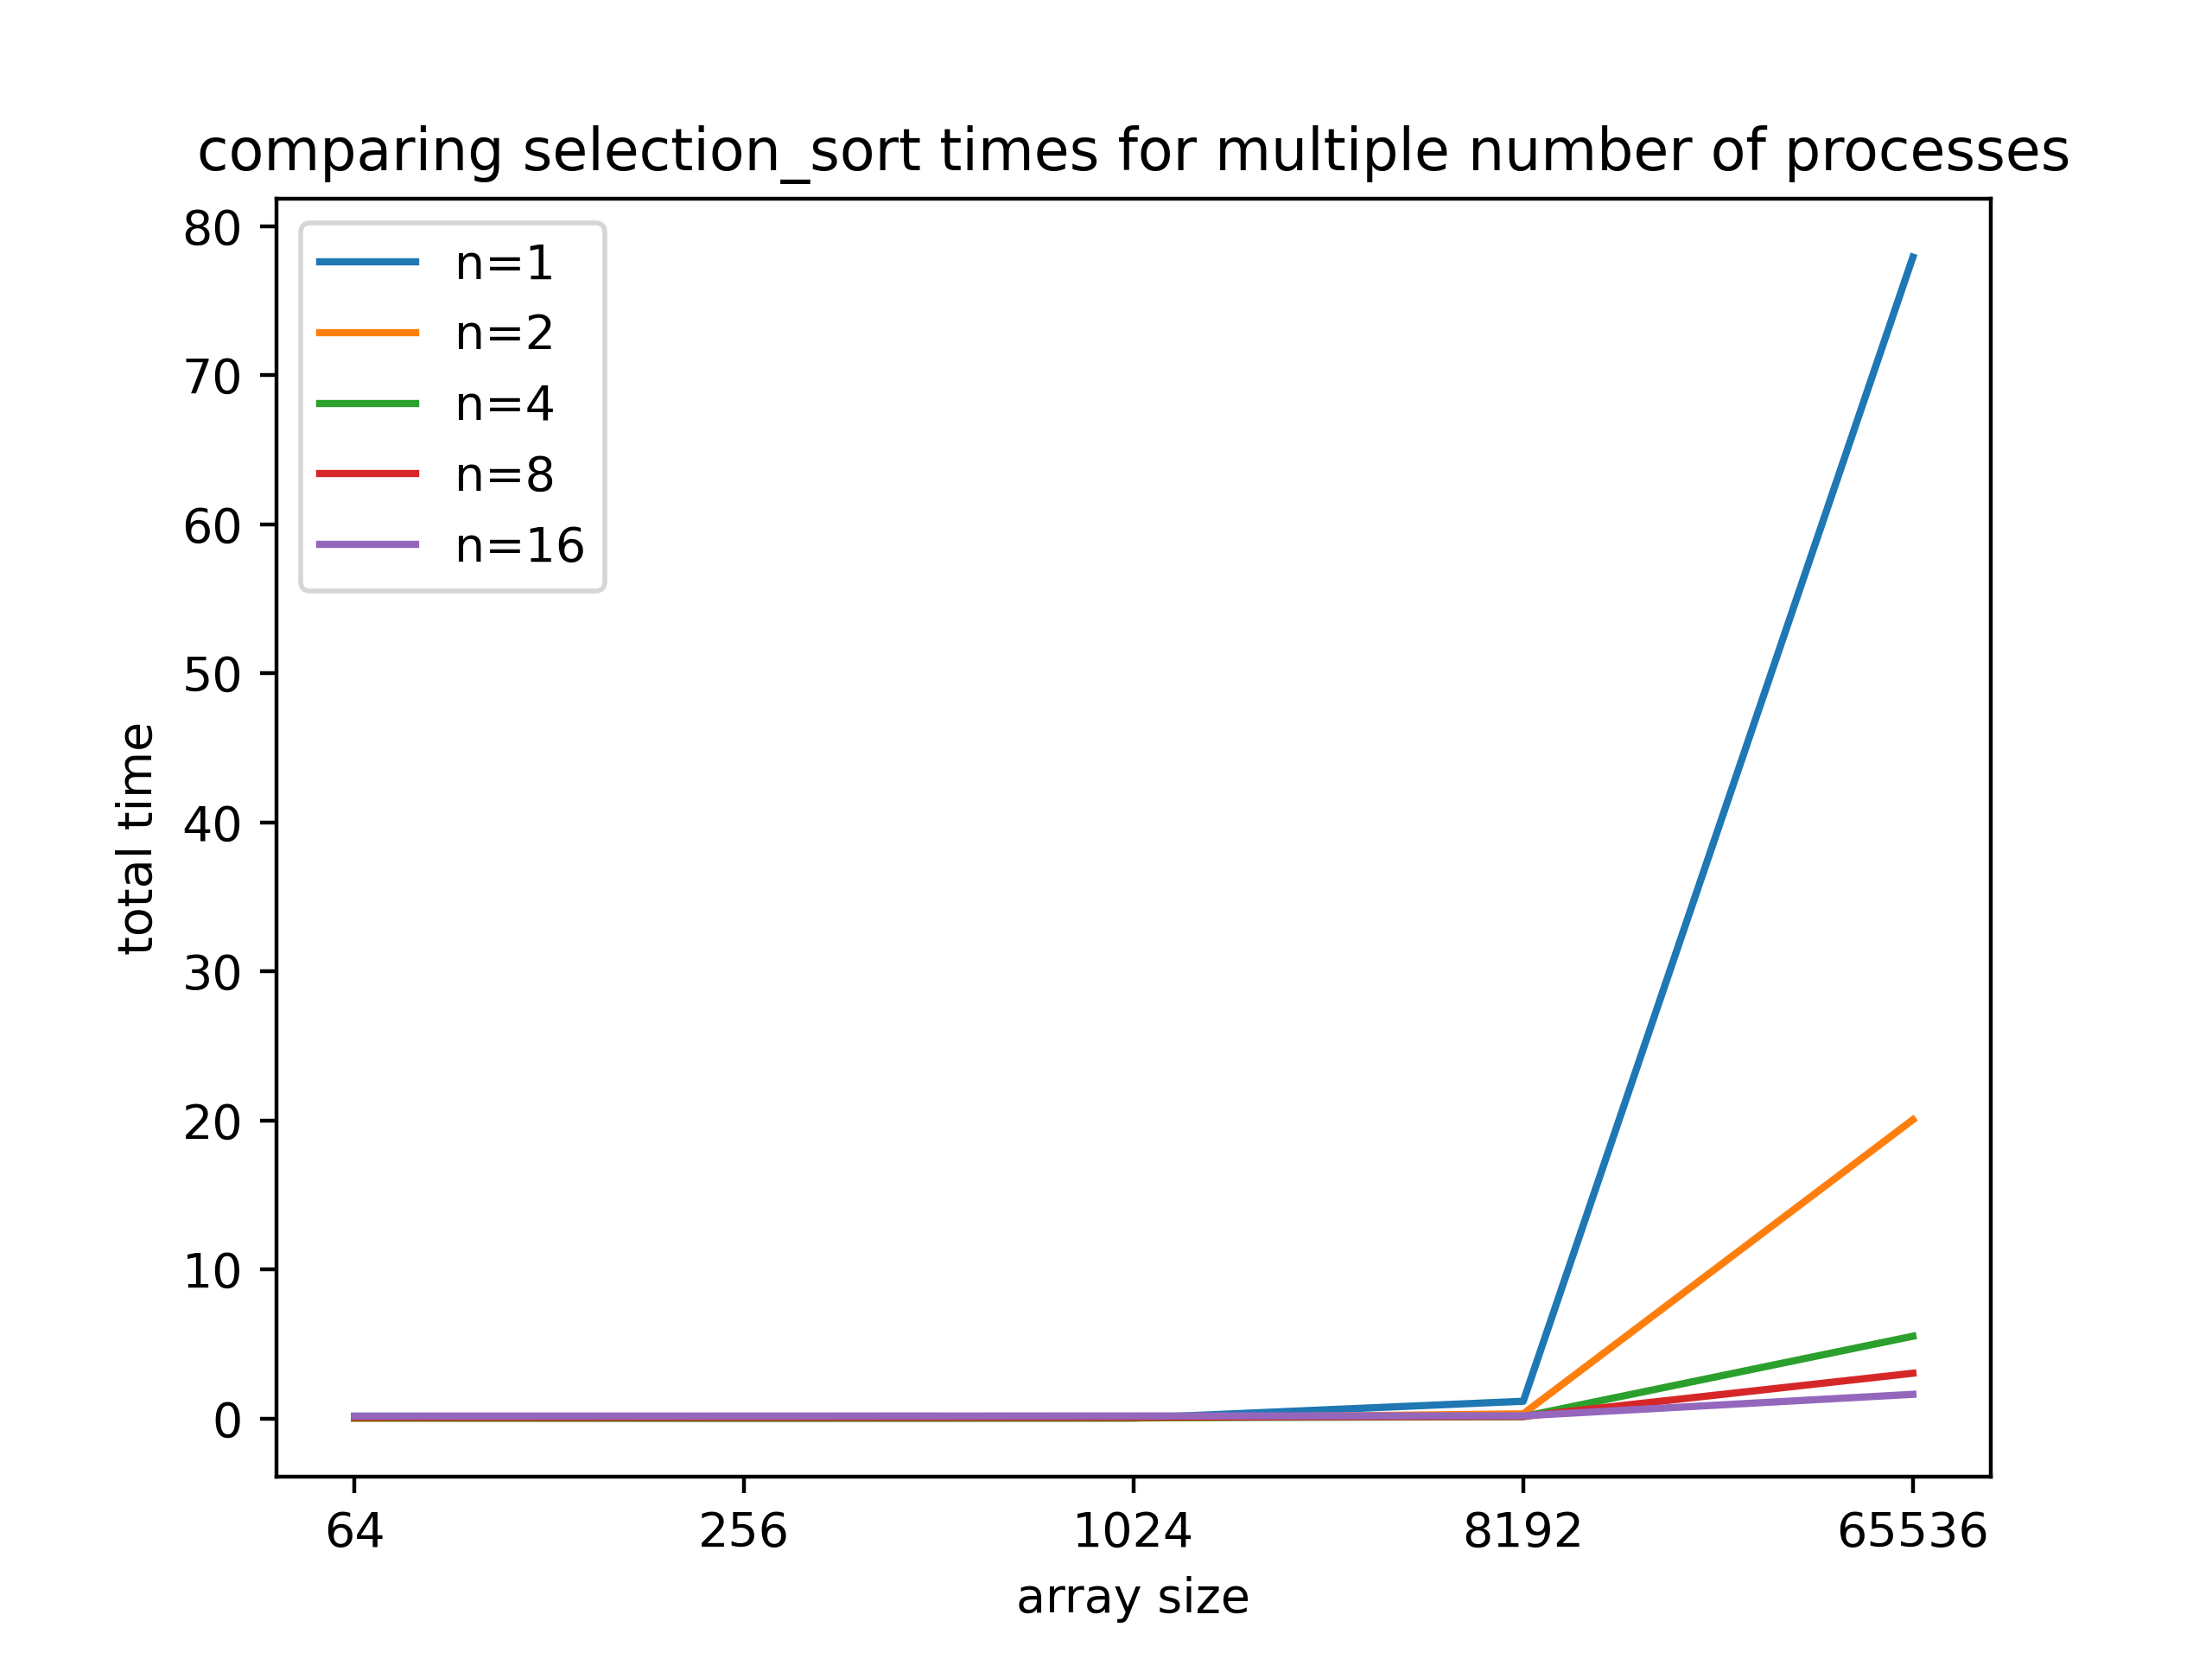 comparing selection_sort times for multiple number of processes
n=1
n=2
n=4
n=8
n=16
80
70
60
50
40
30
20
10
0
total time
64 256 1024 8192 65536
array size